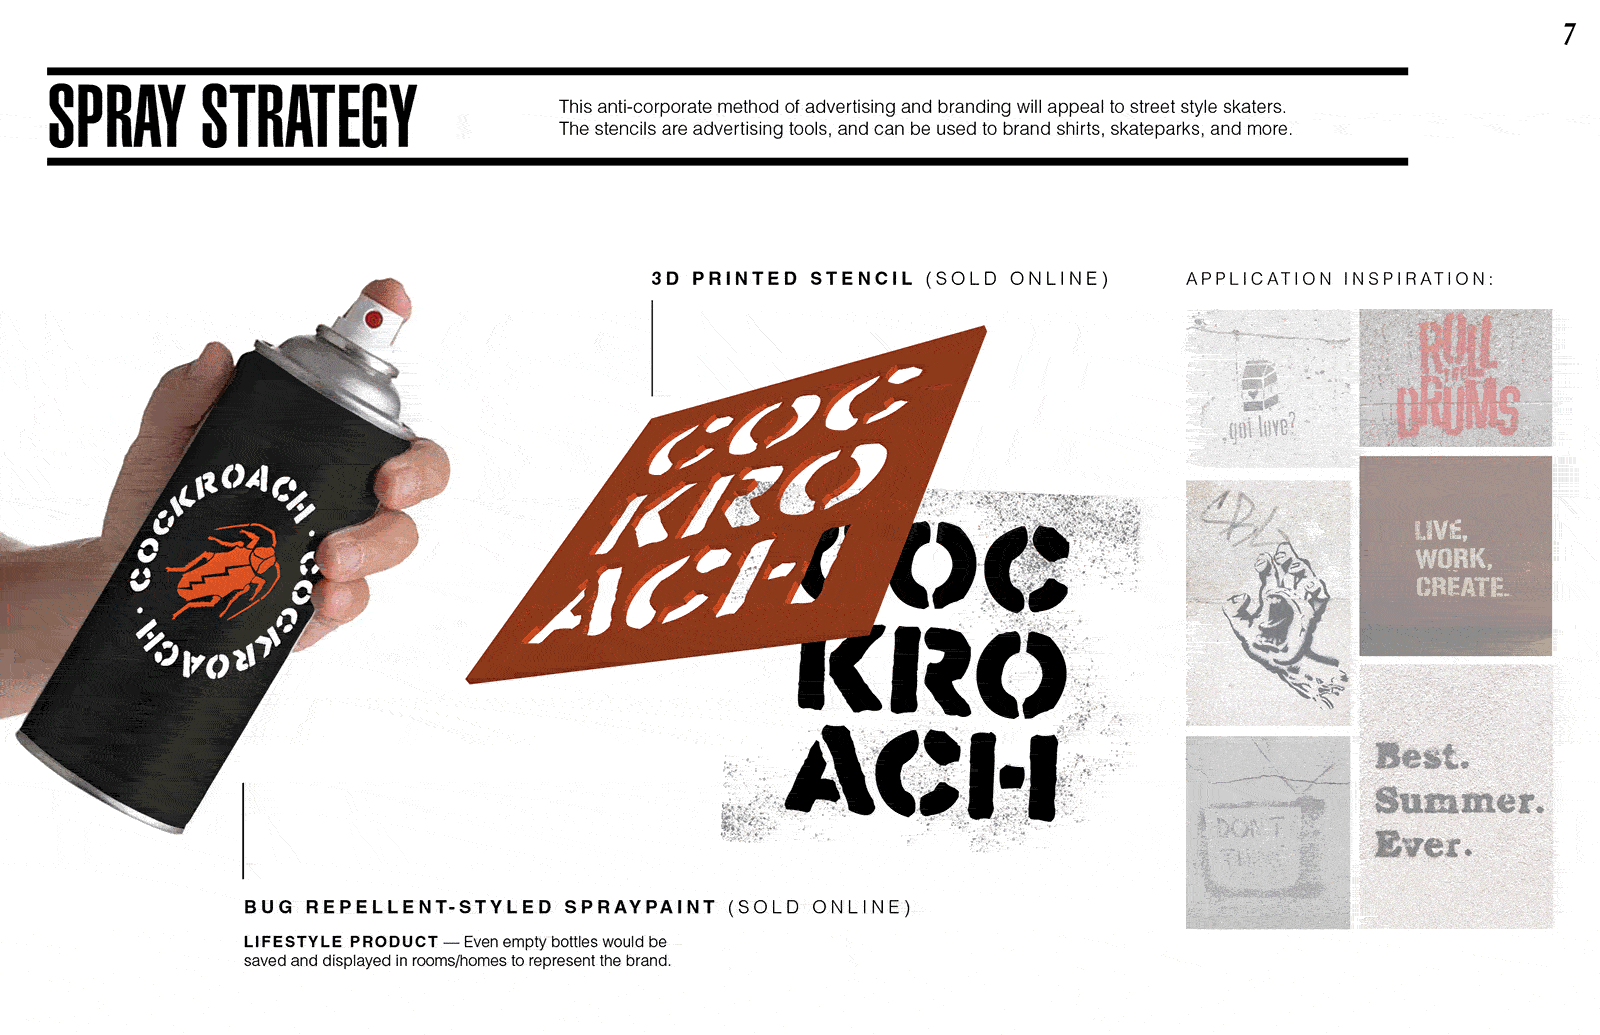 7
SPRAY STRATEGY
This anti-corporate method of advertising and branding will appeal to street style skaters.
The stencils are advertising tools, and can be used to brand shirts, skateparks, and more.
3D PRINTED STENCIL (SOLD ONLINE)
APPLICATION INSPIRATION:
COCKROACH · COCKROACH ·
COC
KRO
ACH
COC
KRO
ACH
got love?
ROLL
THE
DRUMS
LIVE,
WORK,
CREATE.
DON'T
Best.
Summer.
Ever.
BUG REPELLENT-STYLED SPRAYPAINT (SOLD ONLINE)
LIFESTYLE PRODUCT — Even empty bottles would be
saved and displayed in rooms/homes to represent the brand.